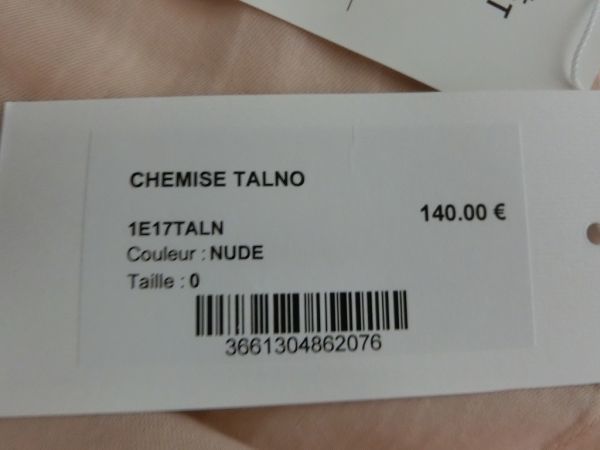 CHEMISE TALNO
140.00 €
1E17TALN
Couleur : NUDE
Taille : 0
3661304862076